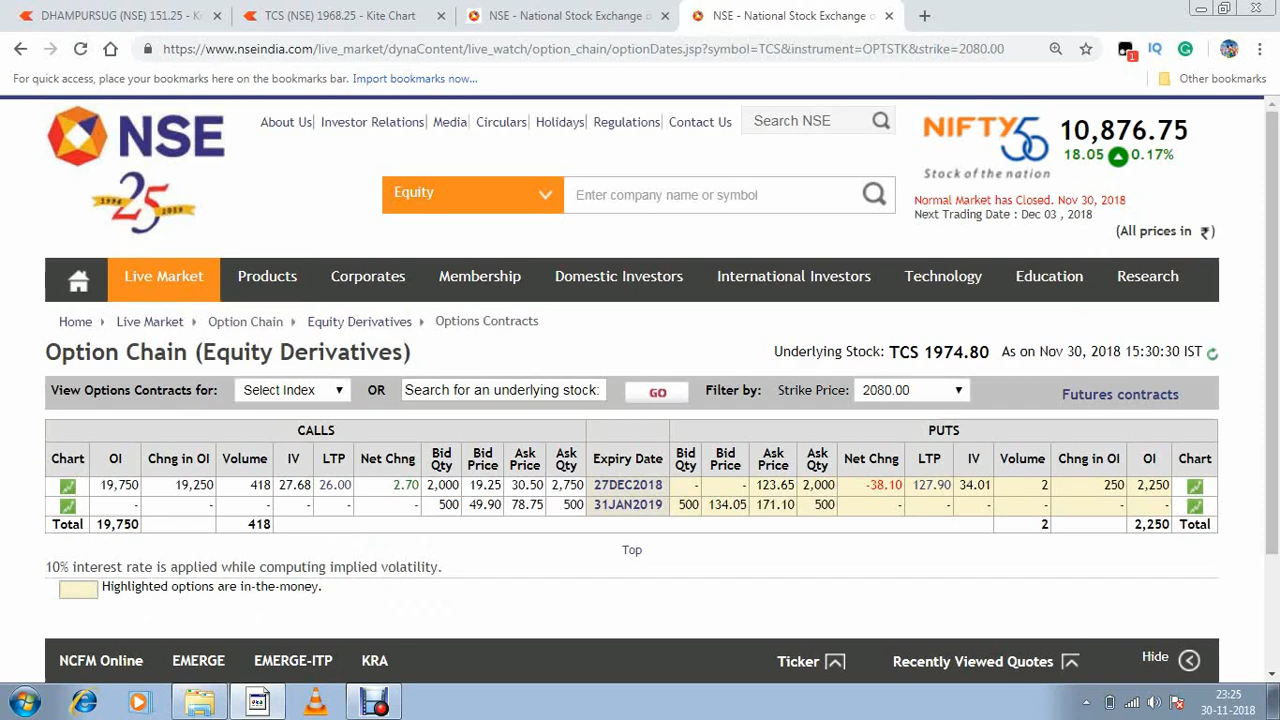 DHAMPURSUG (NSE) 151.25 - K
TCS (NSE) 1968.25 - Kite Chart
NSE - National Stock Exchange o
NSE - National Stock Exchange o
https://www.nseindia.com/live_market/dynaContent/live_watch/option_chain/optionDates.jsp?symbol=TCS&instrument=OPTSTK&strike=2080.00
1
IQ
For quick access, place your bookmarks here on the bookmarks bar. Import bookmarks now...
Other bookmarks
NSE
1994 25 2019
About Us| Investor Relations| Media| Circulars| Holidays| Regulations| Contact Us
Search NSE
NIFTY 50
Stock of the nation
10,876.75
18.05 0.17%
Equity
Enter company name or symbol
Normal Market has Closed. Nov 30, 2018
Next Trading Date : Dec 03 , 2018
(All prices in ₹)
Live Market Products Corporates Membership Domestic Investors International Investors Technology Education Research
Home Live Market Option Chain Equity Derivatives Options Contracts
Option Chain (Equity Derivatives)
Underlying Stock: TCS 1974.80 As on Nov 30, 2018 15:30:30 IST
View Options Contracts for: Select Index OR Search for an underlying stock: GO Filter by: Strike Price: 2080.00 Futures contracts
CALLS PUTS
Chart OI Chng in OI Volume IV LTP Net Chng Bid Qty Bid Price Ask Price Ask Qty Expiry Date Bid Qty Bid Price Ask Price Ask Qty Net Chng LTP IV Volume Chng in OI OI Chart
19,750 19,250 418 27.68 26.00 2.70 2,000 19.25 30.50 2,750 27DEC2018 - - 123.65 2,000 -38.10 127.90 34.01 2 250 2,250
- - - - - - 500 49.90 78.75 500 31JAN2019 500 134.05 171.10 500 - - - - - -
Total 19,750 418 2 2,250 Total
Top
10% interest rate is applied while computing implied volatility.
Highlighted options are in-the-money.
NCFM Online EMERGE EMERGE-ITP KRA
Ticker Recently Viewed Quotes Hide
23:25
30-11-2018